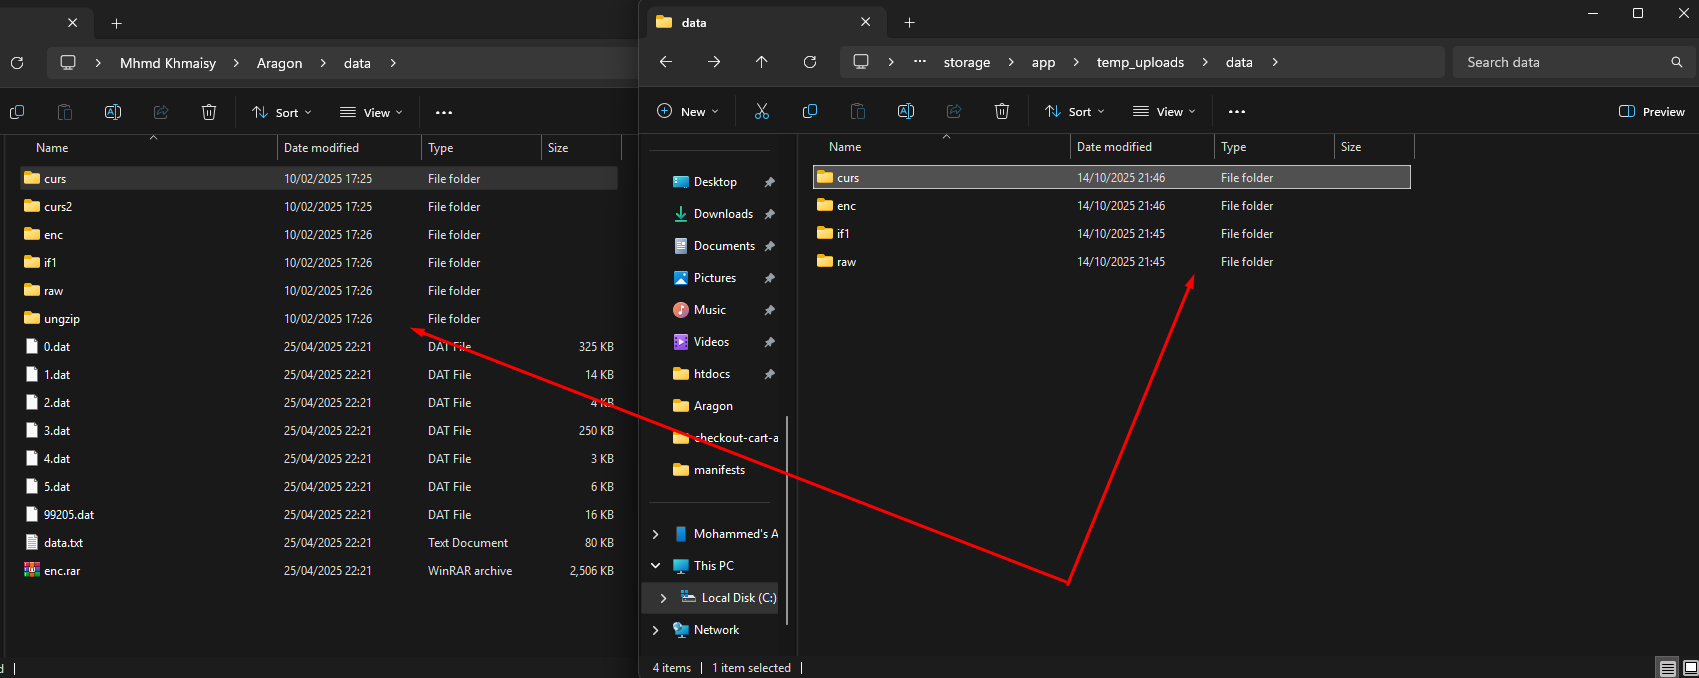 Mhmd Khmaisy > Aragon > data >
Sort
View
Name Date modified Type Size
curs 10/02/2025 17:25 File folder
curs2 10/02/2025 17:25 File folder
enc 10/02/2025 17:26 File folder
if1 10/02/2025 17:26 File folder
raw 10/02/2025 17:26 File folder
ungzip 10/02/2025 17:26 File folder
0.dat 25/04/2025 22:21 DAT File 325 KB
1.dat 25/04/2025 22:21 DAT File 14 KB
2.dat 25/04/2025 22:21 DAT File 4 KB
3.dat 25/04/2025 22:21 DAT File 250 KB
4.dat 25/04/2025 22:21 DAT File 3 KB
5.dat 25/04/2025 22:21 DAT File 6 KB
99205.dat 25/04/2025 22:21 DAT File 16 KB
data.txt 25/04/2025 22:21 Text Document 80 KB
enc.rar 25/04/2025 22:21 WinRAR archive 2,506 KB
data
> ... storage > app > temp_uploads > data >
Search data
New
Sort
View
Preview
Desktop
Downloads
Documents
Pictures
Music
Videos
htdocs
Aragon
checkout-cart-a
manifests
Mohammed's A
This PC
Local Disk (C:)
Network
Name Date modified Type Size
curs 14/10/2025 21:46 File folder
enc 14/10/2025 21:46 File folder
if1 14/10/2025 21:45 File folder
raw 14/10/2025 21:45 File folder
4 items | 1 item selected |